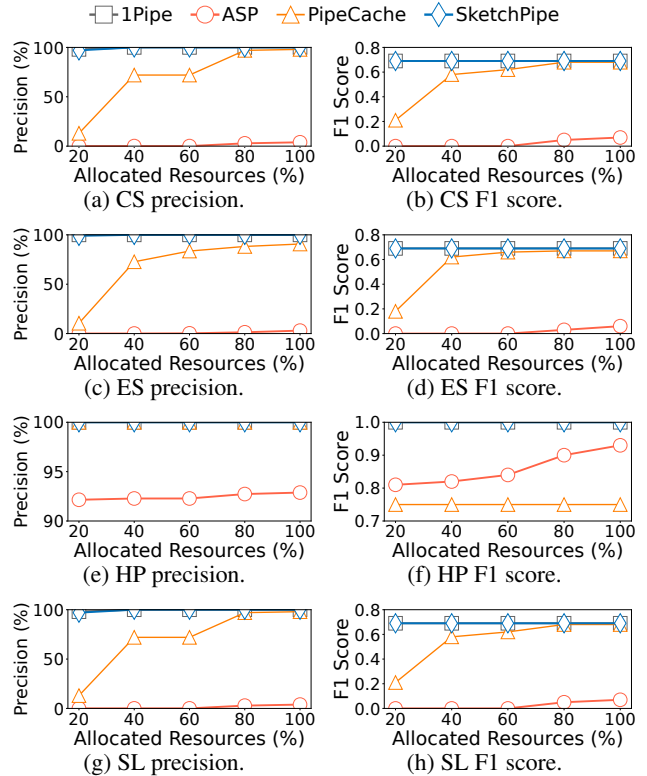 1Pipe ASP PipeCache SketchPipe
Precision (%)
100
50
0
20 40 60 80 100
Allocated Resources (%)
(a) CS precision.
F1 Score
0.8
0.6
0.4
0.2
0.0
20 40 60 80 100
Allocated Resources (%)
(b) CS F1 score.
Precision (%)
100
50
0
20 40 60 80 100
Allocated Resources (%)
(c) ES precision.
F1 Score
0.8
0.6
0.4
0.2
0.0
20 40 60 80 100
Allocated Resources (%)
(d) ES F1 score.
Precision (%)
100
95
90
20 40 60 80 100
Allocated Resources (%)
(e) HP precision.
F1 Score
1.0
0.9
0.8
0.7
20 40 60 80 100
Allocated Resources (%)
(f) HP F1 score.
Precision (%)
100
50
0
20 40 60 80 100
Allocated Resources (%)
(g) SL precision.
F1 Score
0.8
0.6
0.4
0.2
0.0
20 40 60 80 100
Allocated Resources (%)
(h) SL F1 score.